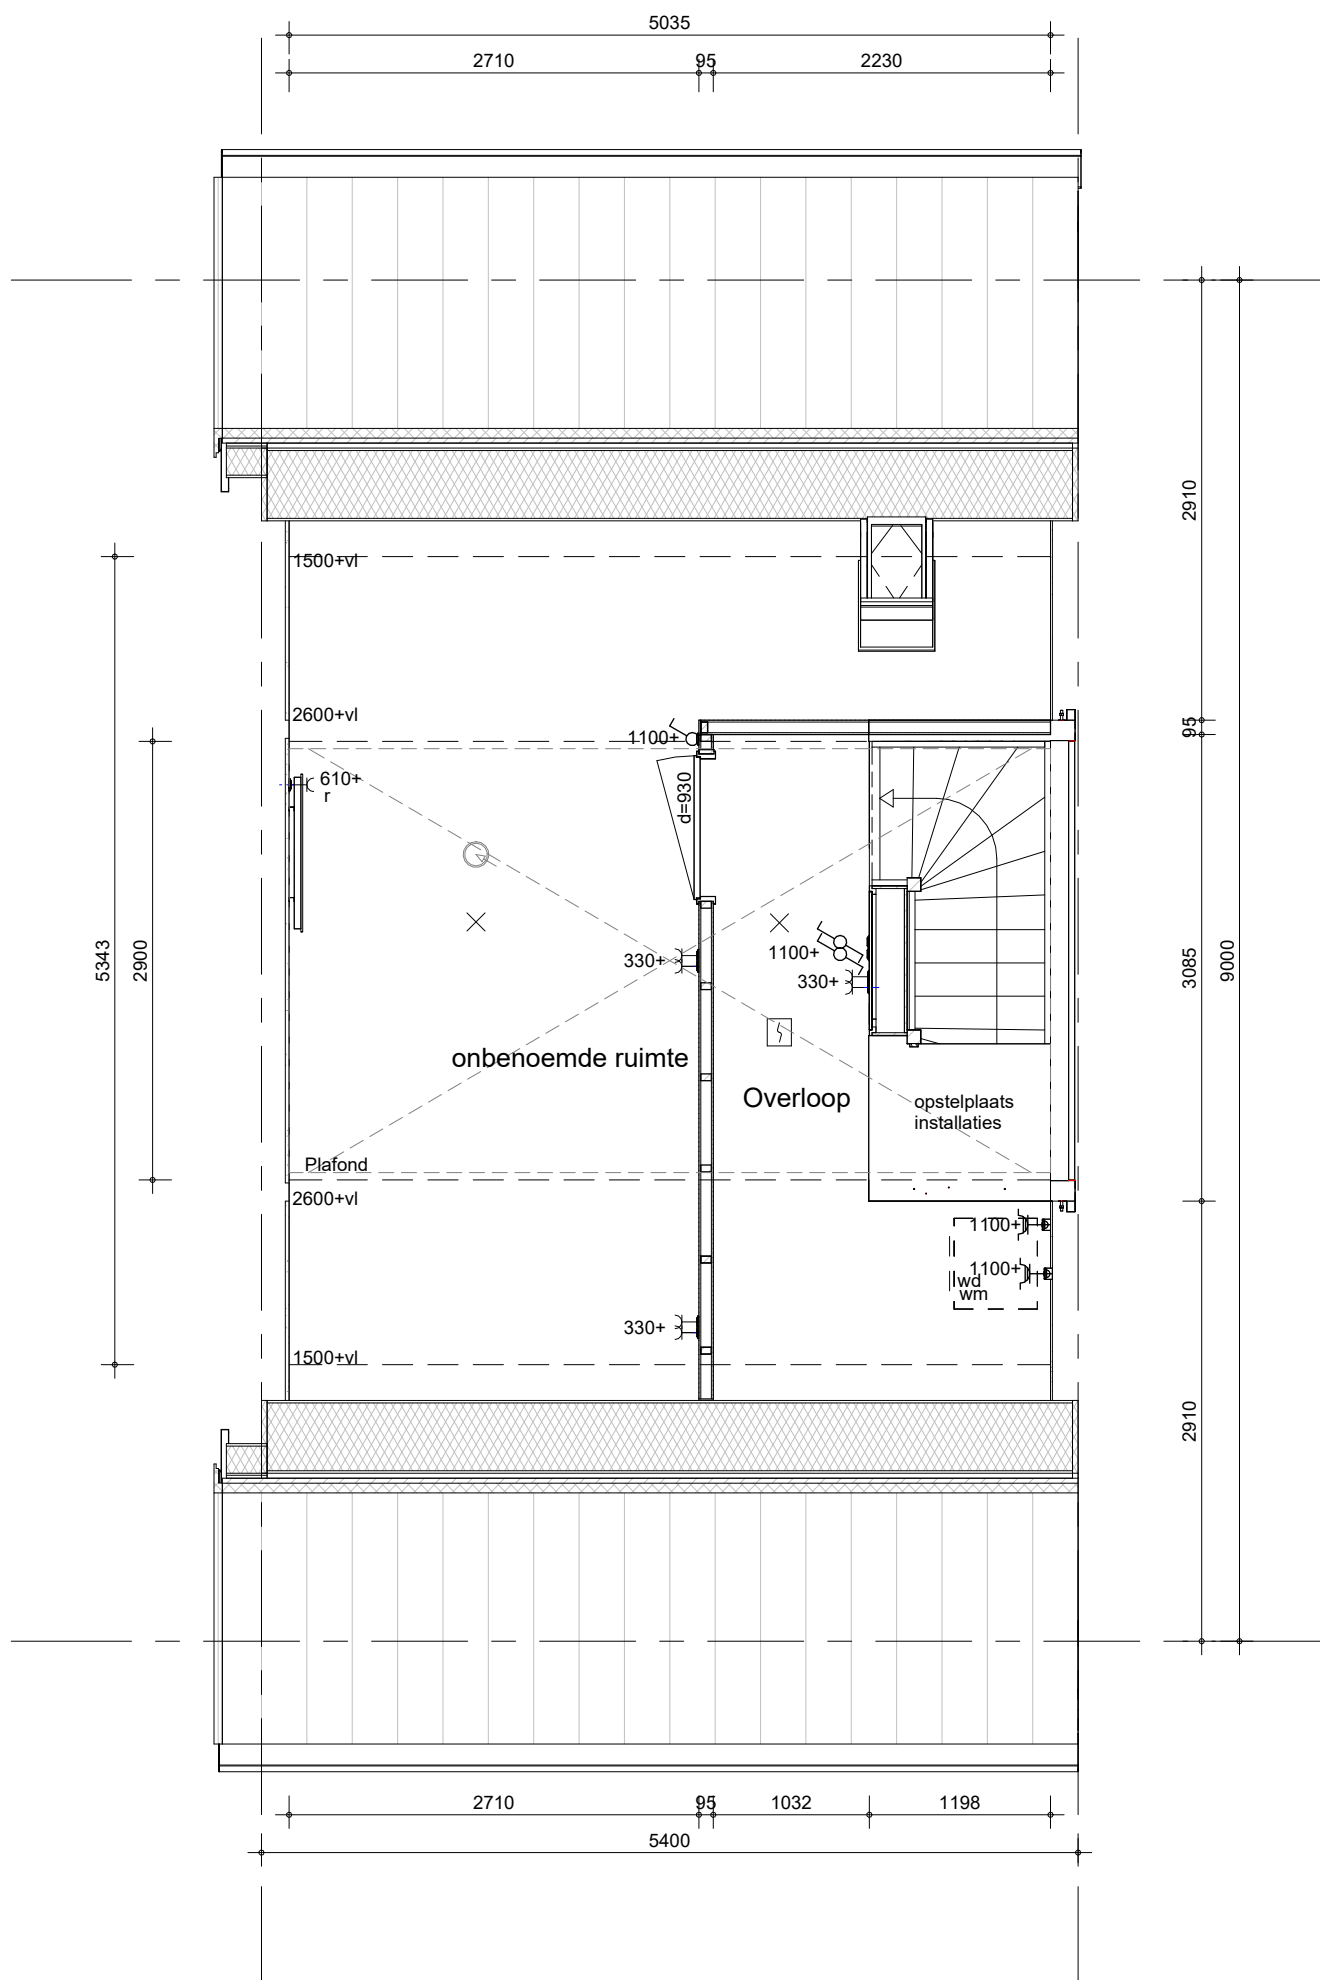 5035
2710
95
2230
1500+vl
2910
2600+vl
1100+
95
610+
r
d=930
330+
1100+
330+
5343
2900
3085
9000
onbenoemde ruimte
Overloop
opstelplaats
installaties
Plafond
2600+vl
1100+
1100+
wd
wm
330+
1500+vl
2910
2710
95
1032
1198
5400